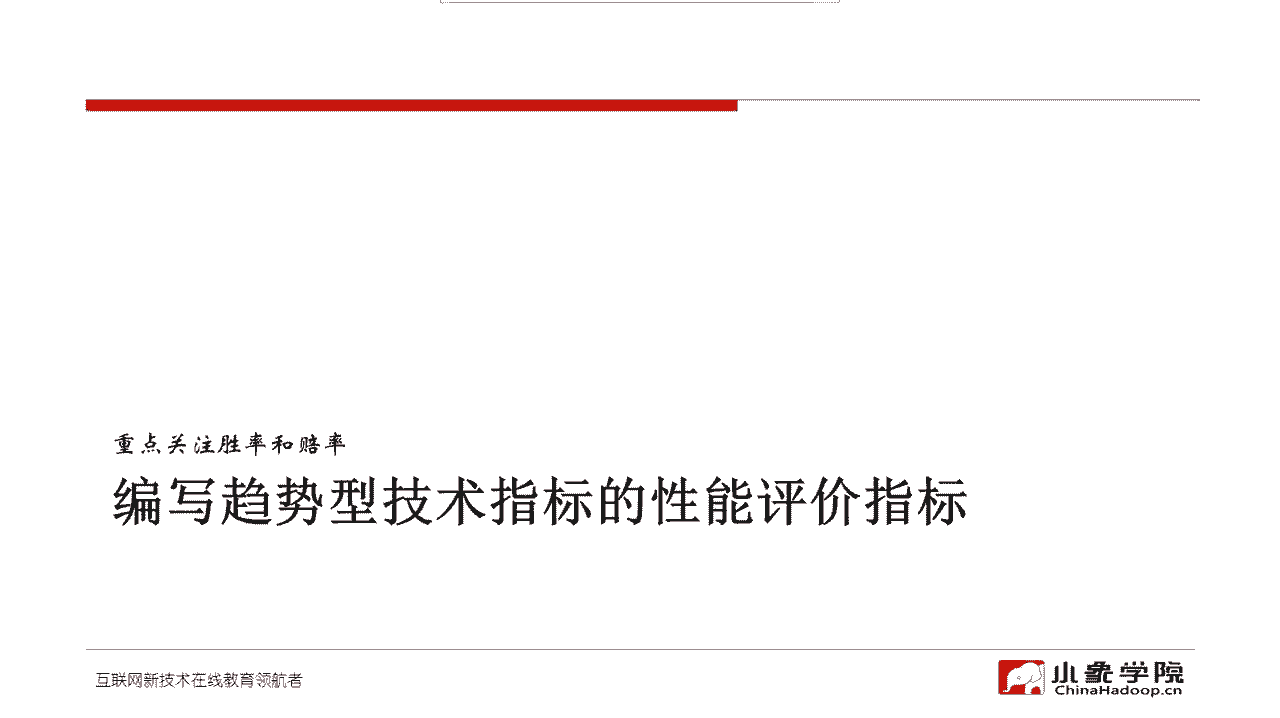 重点关注胜率和赔率
编写趋势型技术指标的性能评价指标
互联网新技术在线教育领航者
小象学院
ChinaHadoop.cn